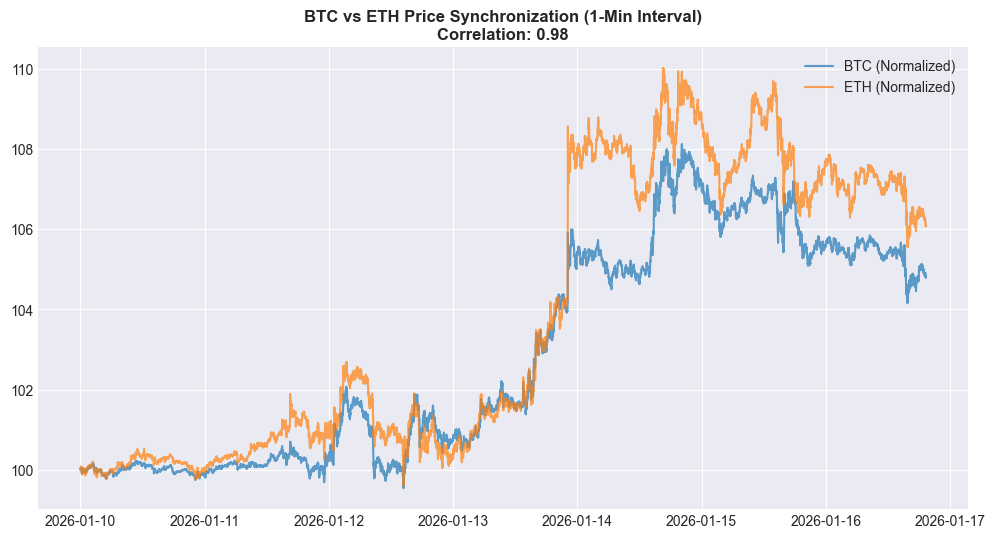 BTC vs ETH Price Synchronization (1-Min Interval)
Correlation: 0.98
BTC (Normalized)
ETH (Normalized)
110
108
106
104
102
100
2026-01-10 2026-01-11 2026-01-12 2026-01-13 2026-01-14 2026-01-15 2026-01-16 2026-01-17